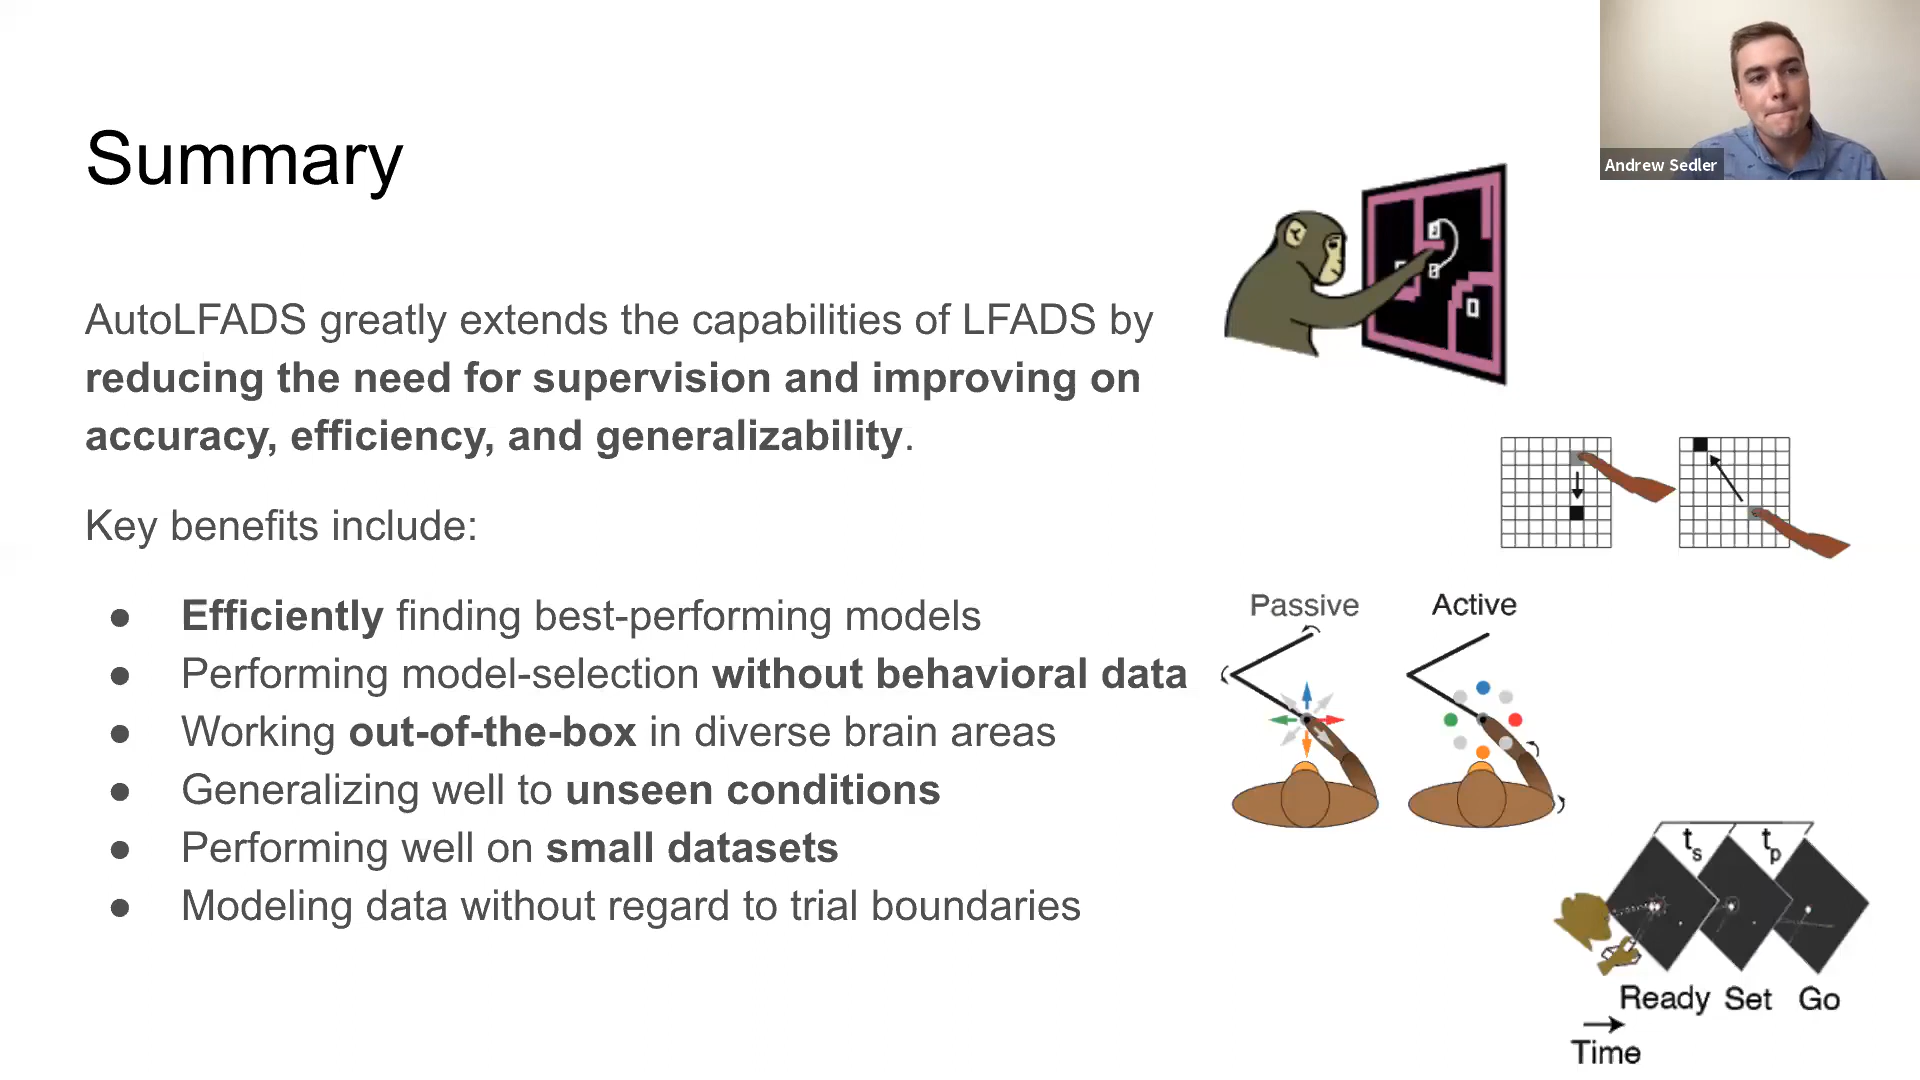 Summary
AutoLFADS greatly extends the capabilities of LFADS by
reducing the need for supervision and improving on
accuracy, efficiency, and generalizability.
Key benefits include:
● Efficiently finding best-performing models
● Performing model-selection without behavioral data
● Working out-of-the-box in diverse brain areas
● Generalizing well to unseen conditions
● Performing well on small datasets
● Modeling data without regard to trial boundaries
Andrew Sedler
Passive Active
ts tp
Ready Set Go
Time